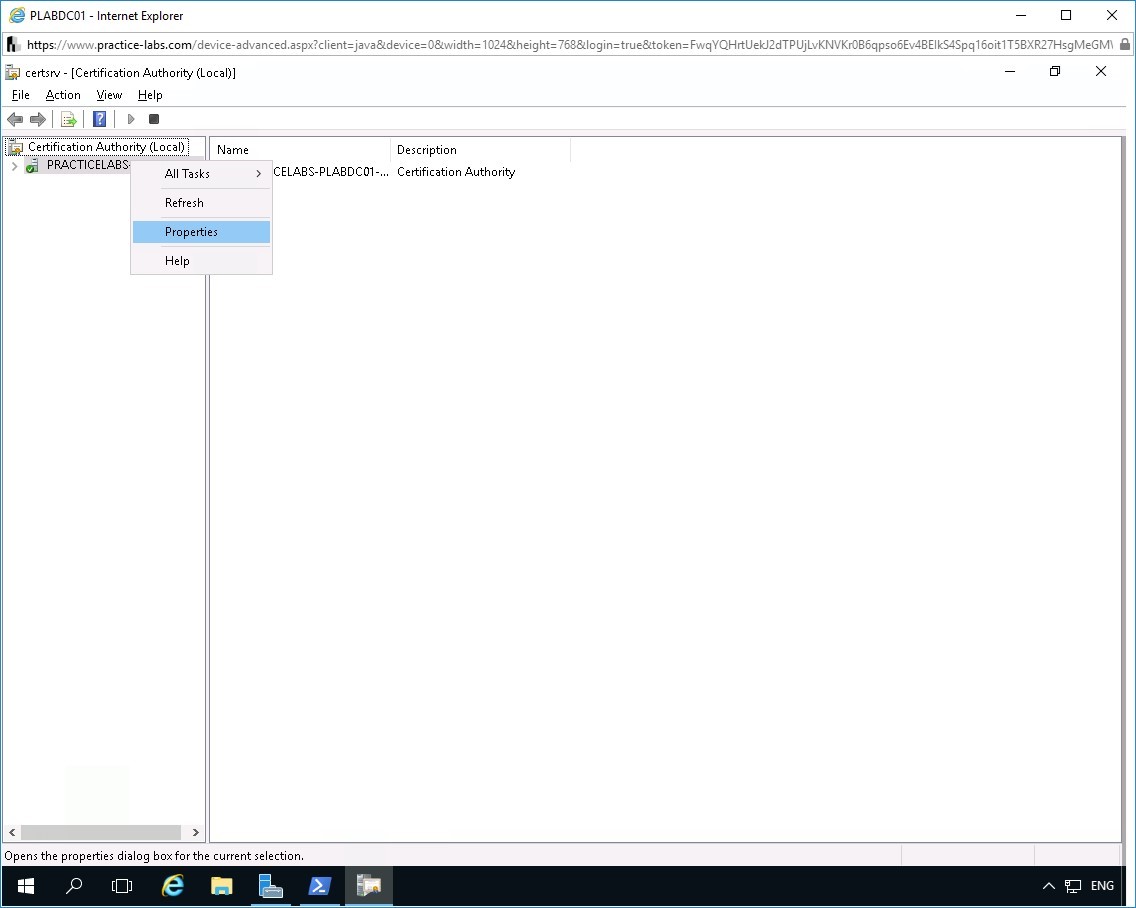 PLABDC01 - Internet Explorer
https://www.practice-labs.com/device-advanced.aspx?client=java&device=0&width=1024&height=768&login=true&token=FwqYQHrtUekJ2dTPUjLvKNVKr0B6qpso6Ev4BEIkS4Spq16oit1T5BXR27HsgMeGM
certsrv - [Certification Authority (Local)]
File Action View Help
Certification Authority (Local)
Name Description
PRACTICELABS-
CELABS-PLABDC01-... Certification Authority
All Tasks
Refresh
Properties
Help
Opens the properties dialog box for the current selection.
ENG